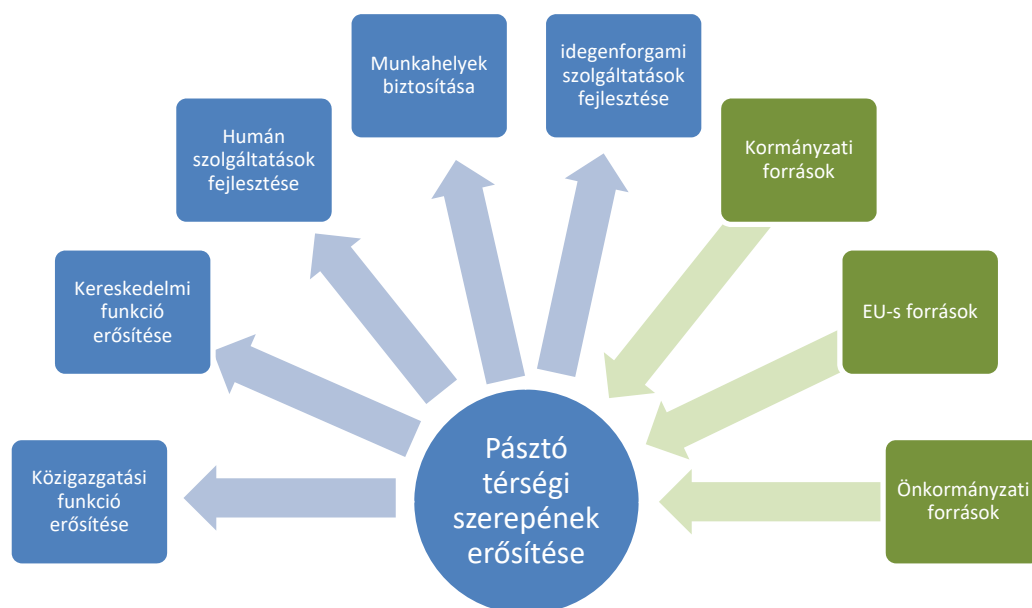 Munkahelyek
biztosítása
idegenforgami
szolgáltatások
fejlesztése
Humán
szolgáltatások
fejlesztése
Kormányzati
források
Kereskedelmi
funkció
erősítése
EU-s források
Közigazgatási
funkció
erősítése
Pásztó
térségi
szerepének
erősítése
Önkormányzati
források